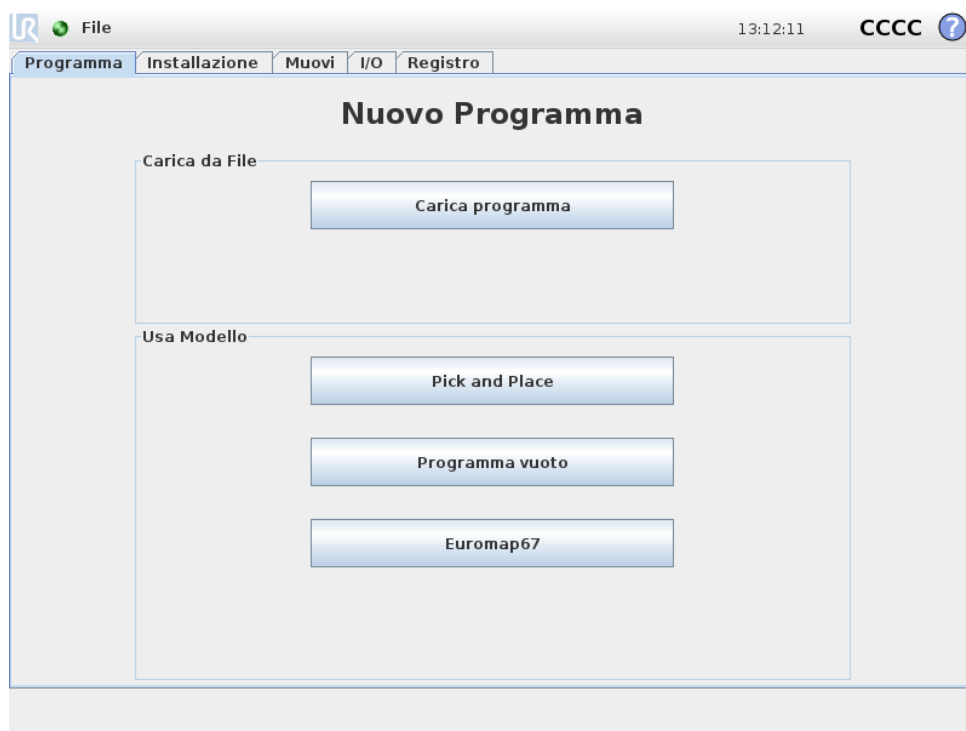 UR File 13:12:11 CCCC ?
Programma Installazione Muovi I/O Registro
Nuovo Programma
Carica da File
Carica programma
Usa Modello
Pick and Place
Programma vuoto
Euromap67